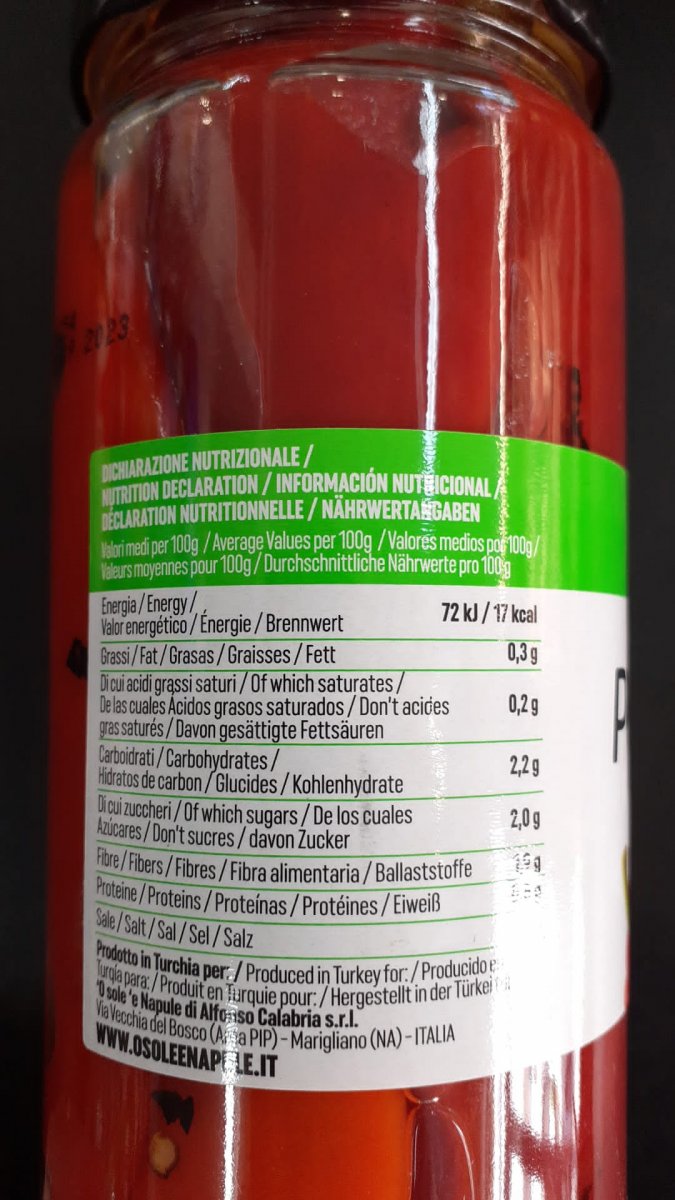 2023
DICHIARAZIONE NUTRIZIONALE /
NUTRITION DECLARATION / INFORMACIÓN NUTRICIONAL /
DÉCLARATION NUTRITIONNELLE / NÄHRWERTANGABEN
Valori medi per 100g / Average Values per 100g / Valores medios por 100g /
Valeurs moyennes pour 100g / Durchschnittliche Nährwerte pro 100g
Energia / Energy /
Valor energético / Énergie / Brennwert 72 kJ / 17 kcal
Grassi / Fat / Grasas / Graisses / Fett 0,3 g
Di cui acidi grassi saturi / Of which saturates /
De las cuales Ácidos grasos saturados / Don't acides 0,2 g
gras saturés / Davon gesättigte Fettsäuren
Carboidrati / Carbohydrates /
Hidratos de carbon / Glucides / Kohlenhydrate 2,2 g
Di cui zuccheri / Of which sugars / De los cuales
Azúcares / Don't sucres / davon Zucker 2,0 g
Fibre / Fibers / Fibres / Fibra alimentaria / Ballaststoffe g
Proteine / Proteins / Proteínas / Protéines / Eiweiß
Sale / Salt / Sal / Sel / Salz
Prodotto in Turchia per: / Produced in Turkey for: / Producido e
Turqía para: / Produit en Turquie pour: / Hergestellt in der Türkei
'O sole 'e Napule di Alfonso Calabria s.r.l.
Via Vecchia del Bosco (Area PIP) - Marigliano (NA) - ITALIA
WWW.OSOLEENAPULE.IT
P